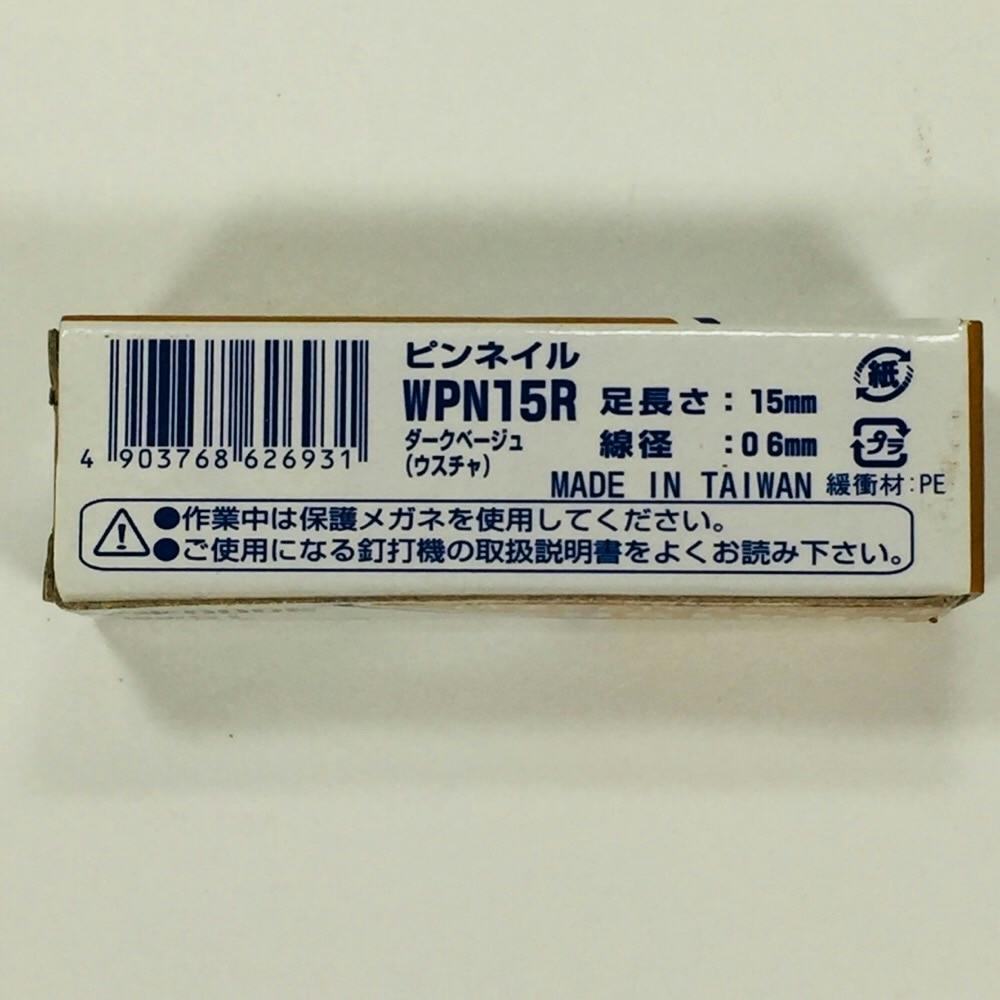 ピンネイル
WPN15R
ダークベージュ
(ウスチャ)
足長さ : 15mm
線径 : 0 6mm
MADE IN TAIWAN
緩衝材:PE
紙
プラ
4 903768 626931
●作業中は保護メガネを使用してください。
●ご使用になる釘打機の取扱説明書をよくお読み下さい。